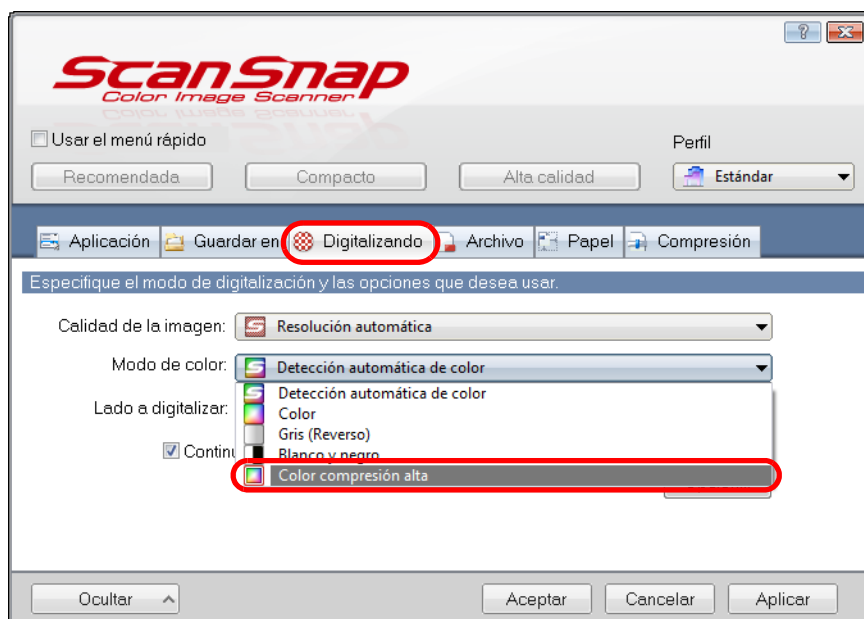 ScanSnap
Color Image Scanner
Usar el menú rápido
Perfil
Recomendada
Compacto
Alta calidad
Estándar
Aplicación
Guardar en
Digitalizando
Archivo
Papel
Compresión
Especifique el modo de digitalización y las opciones que desea usar.
Calidad de la imagen:
Resolución automática
Modo de color:
Detección automática de color
Detección automática de color
Lado a digitalizar:
Color
Gris (Reverso)
Blanco y negro
Color compresión alta
Ocultar
Aceptar
Cancelar
Aplicar